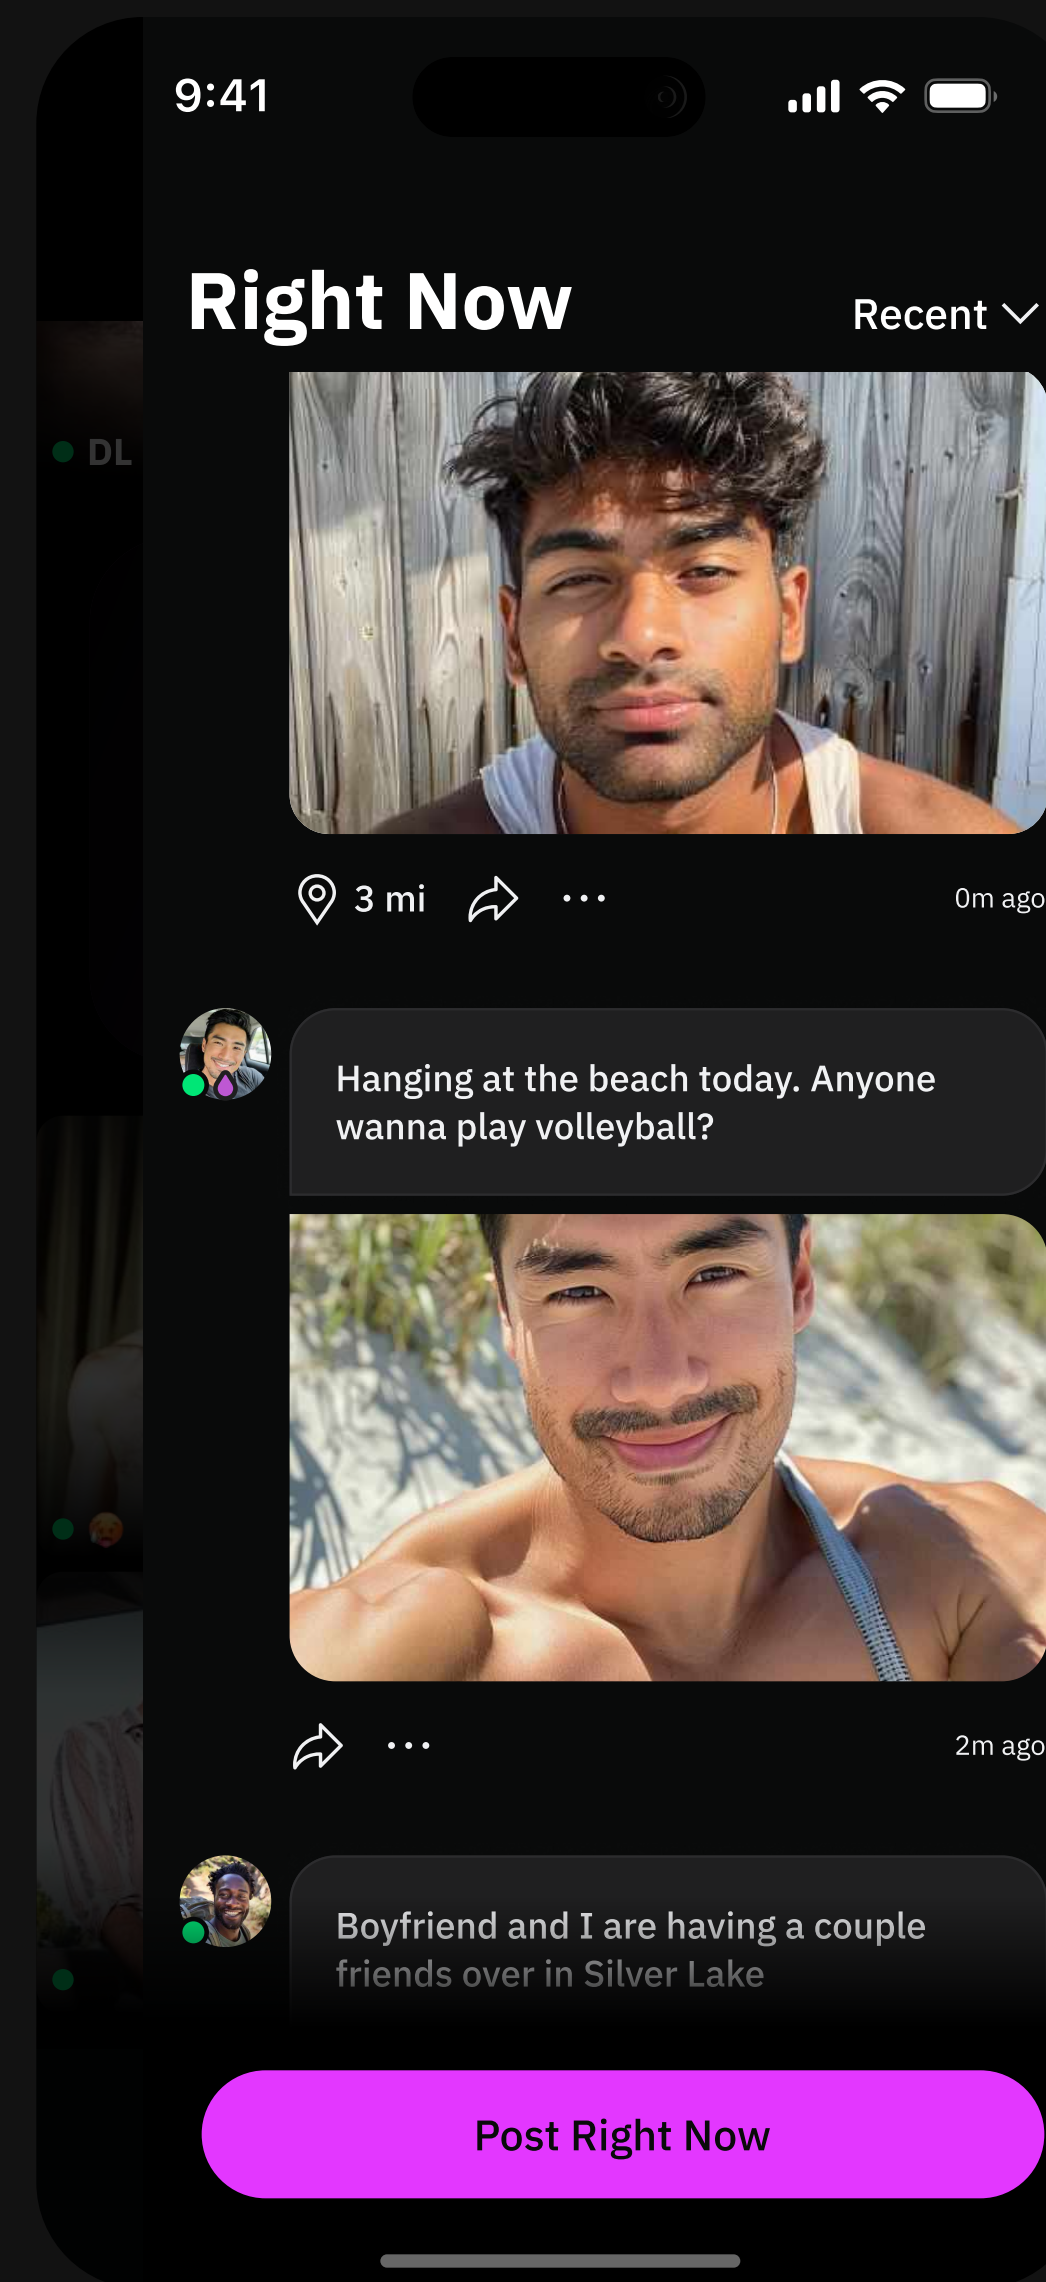 9:41
Right Now
Recent
DL
3 mi
0m ago
Hanging at the beach today. Anyone
wanna play volleyball?
2m ago
Boyfriend and I are having a couple
friends over in Silver Lake
Post Right Now